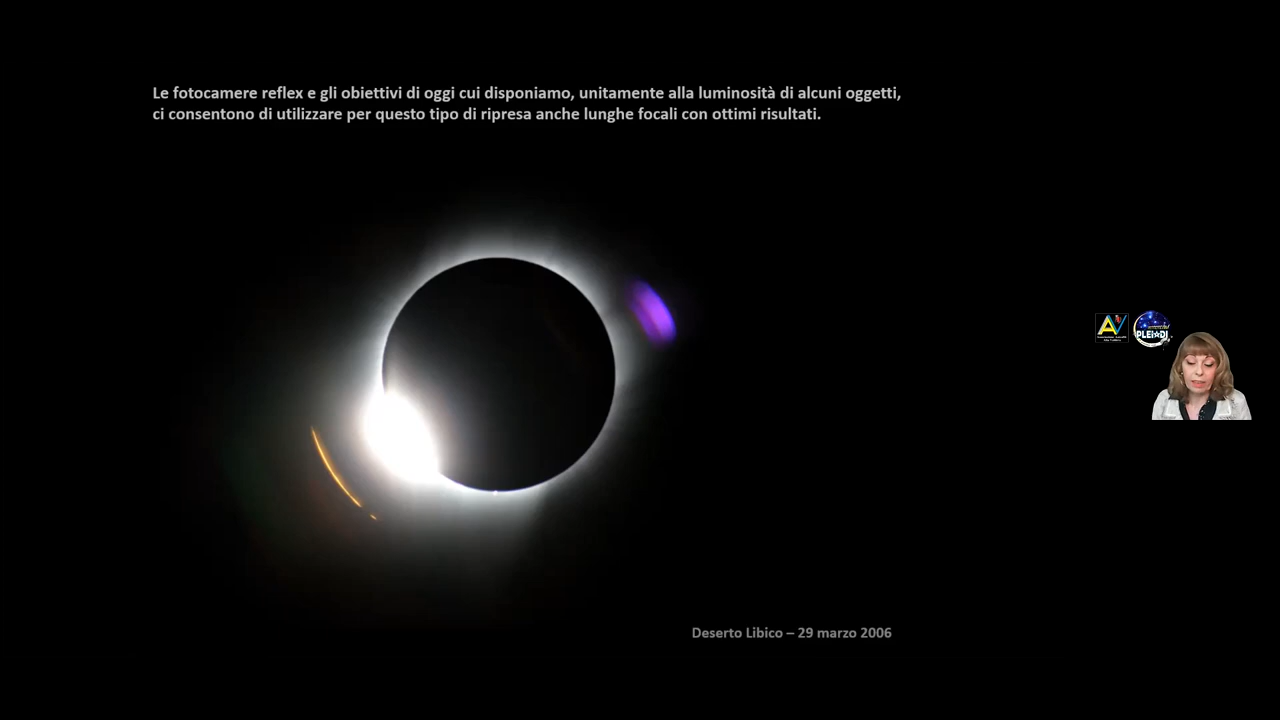 Le fotocamere reflex e gli obiettivi di oggi cui disponiamo, unitamente alla luminosità di alcuni oggetti,
ci consentono di utilizzare per questo tipo di ripresa anche lunghe focali con ottimi risultati.
AV
PLEIADI
Deserto Libico – 29 marzo 2006